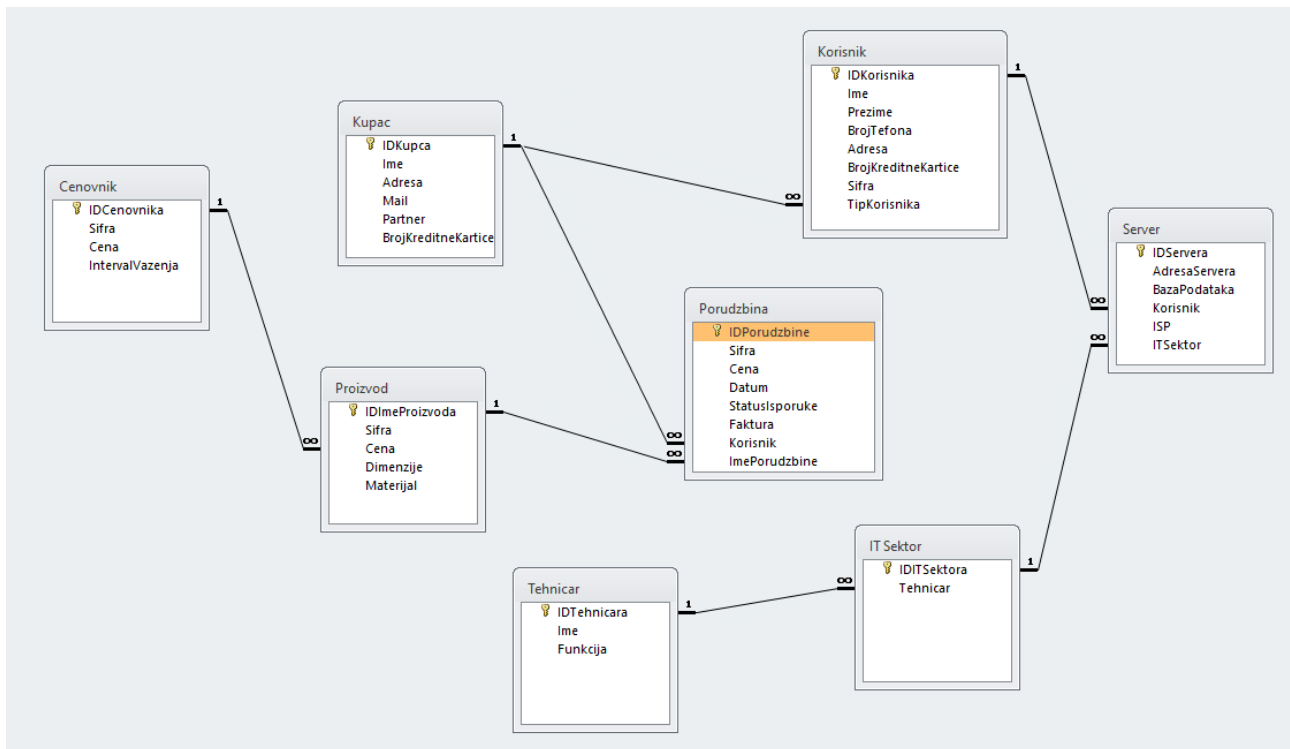 Cenovnik
IDCenovnika
Sifra
Cena
IntervalVazenja
1
∞
Kupac
IDKupca
Ime
Adresa
Mail
Partner
BrojKreditneKartice
1
∞
∞
Korisnik
IDKorisnika
Ime
Prezime
BrojTefona
Adresa
BrojKreditneKartice
Sifra
TipKorisnika
1
∞
Server
IDServera
AdresaServera
BazaPodataka
Korisnik
ISP
ITSektor
∞
Porudzbina
IDPorudzbine
Sifra
Cena
Datum
StatusIsporuke
Faktura
Korisnik
ImePorudzbine
∞
Proizvod
IDImeProizvoda
Sifra
Cena
Dimenzije
Materijal
1
Tehnicar
IDTehnicara
Ime
Funkcija
1
∞
IT Sektor
IDITSektora
Tehnicar
1